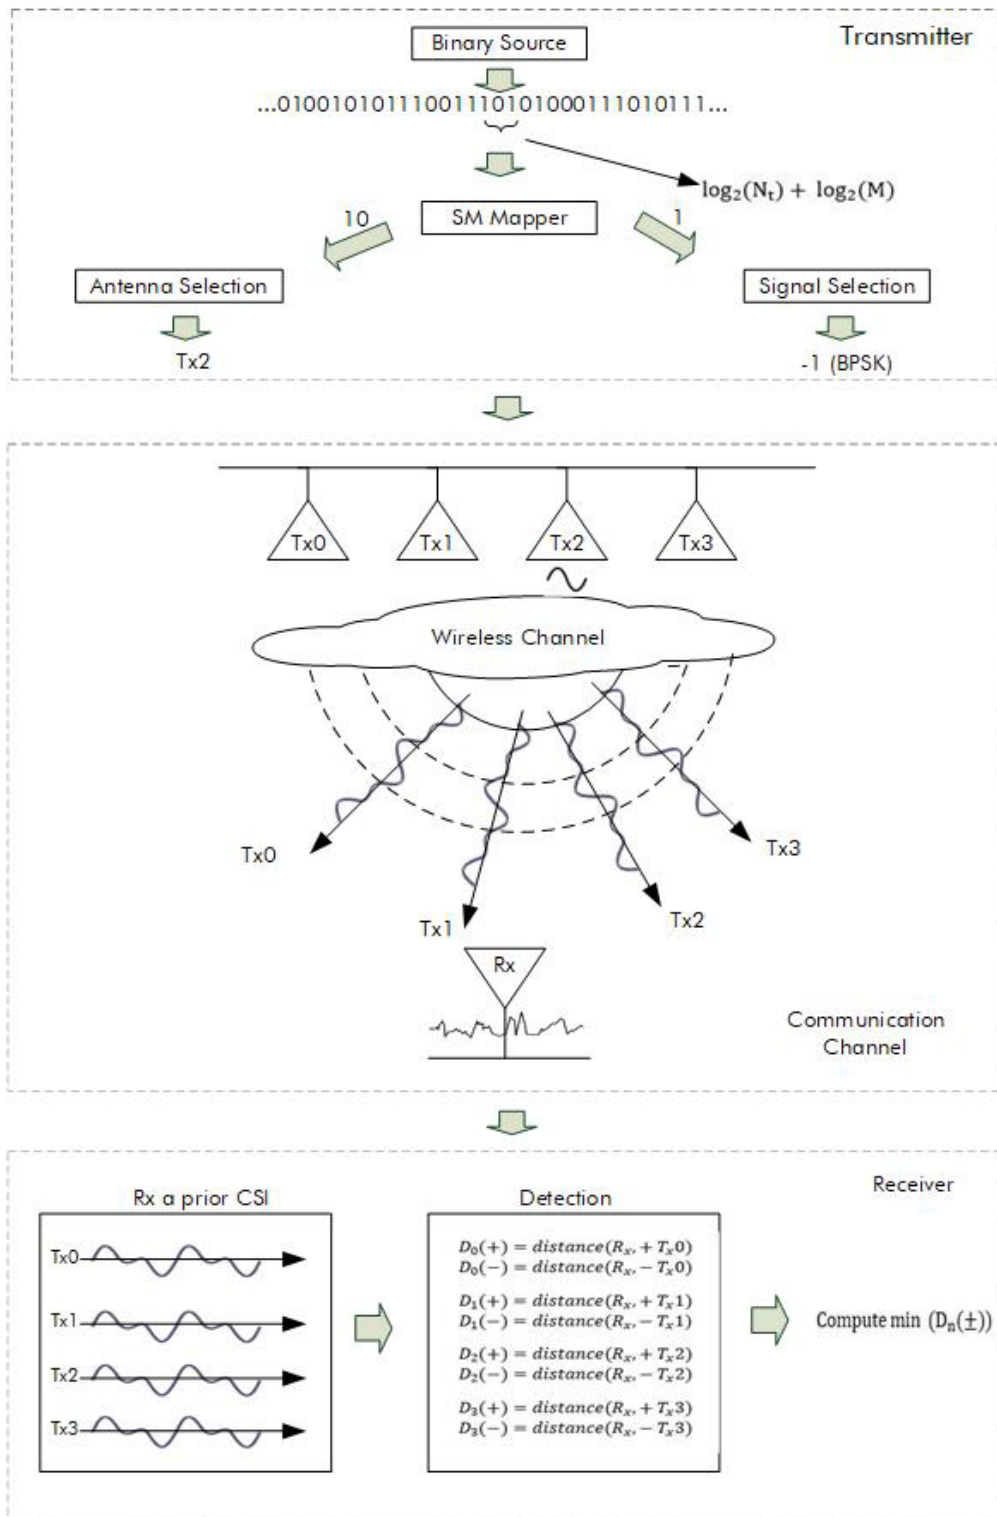 Binary Source
Transmitter
...0100101011100111010100011101011 1...
log₂(Nₜ) + log₂(M)
10
SM Mapper
1
Antenna Selection
Signal Selection
Tx2
-1 (BPSK)
Tx0 Tx1 Tx2 Tx3
Wireless Channel
Tx0
Tx3
Tx1
Tx2
Rx
Communication
Channel
Receiver
Rx a prior CSI
Detection
Tx0
Tx1
Tx2
Tx3
D₀(+) = distance(Rₓ, + Tₓ0)
D₀(−) = distance(Rₓ, − Tₓ0)
D₁(+) = distance(Rₓ, + Tₓ1)
D₁(−) = distance(Rₓ, − Tₓ1)
D₂(+) = distance(Rₓ, + Tₓ2)
D₂(−) = distance(Rₓ, − Tₓ2)
D₃(+) = distance(Rₓ, + Tₓ3)
D₃(−) = distance(Rₓ, − Tₓ3)
Compute min (Dₙ(±))